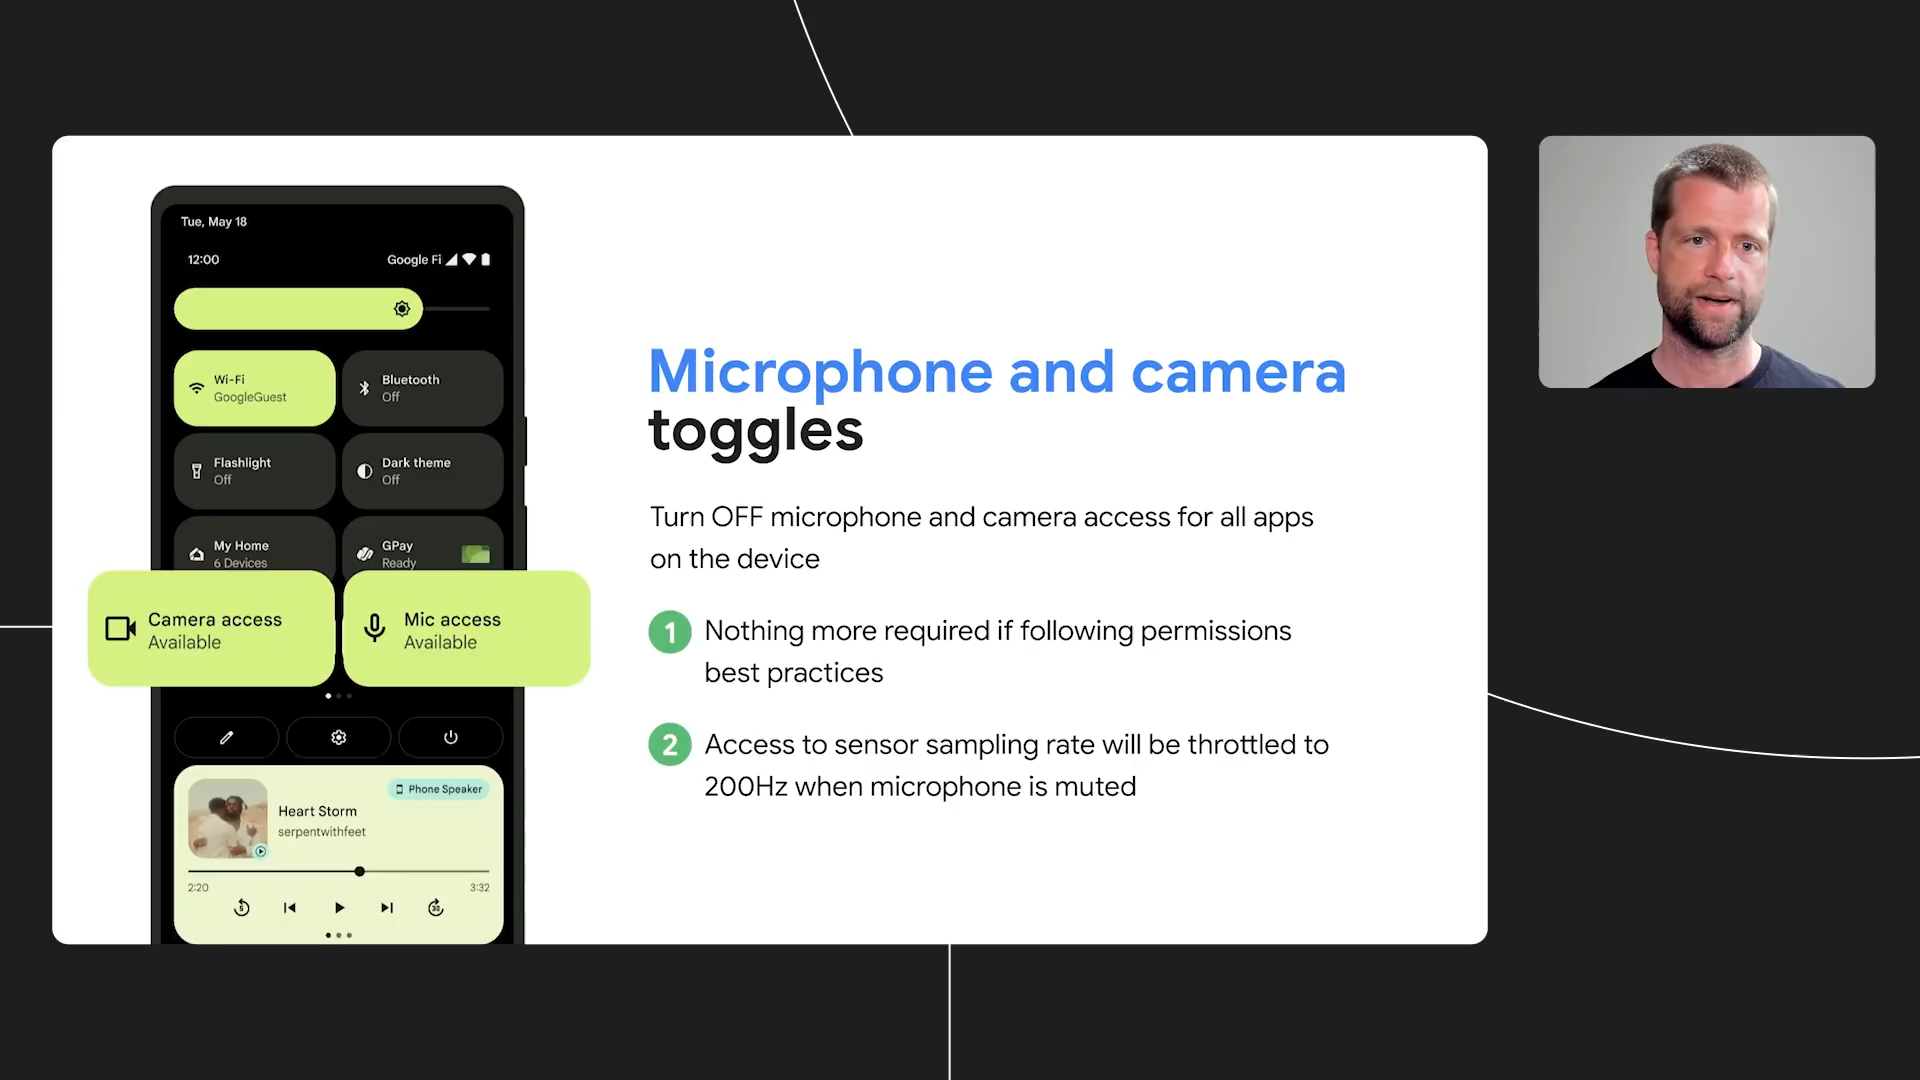 Tue, May 18
12:00
Google Fi
Wi-Fi
GoogleGuest
Bluetooth
Off
Flashlight
Off
Dark theme
Off
My Home
6 Devices
GPay
Ready
Camera access
Available
Mic access
Available
Phone Speaker
Heart Storm
serpentwithfeet
2:20
3:32
5
30
Microphone and camera
toggles
Turn OFF microphone and camera access for all apps
on the device
1 Nothing more required if following permissions
best practices
2 Access to sensor sampling rate will be throttled to
200Hz when microphone is muted